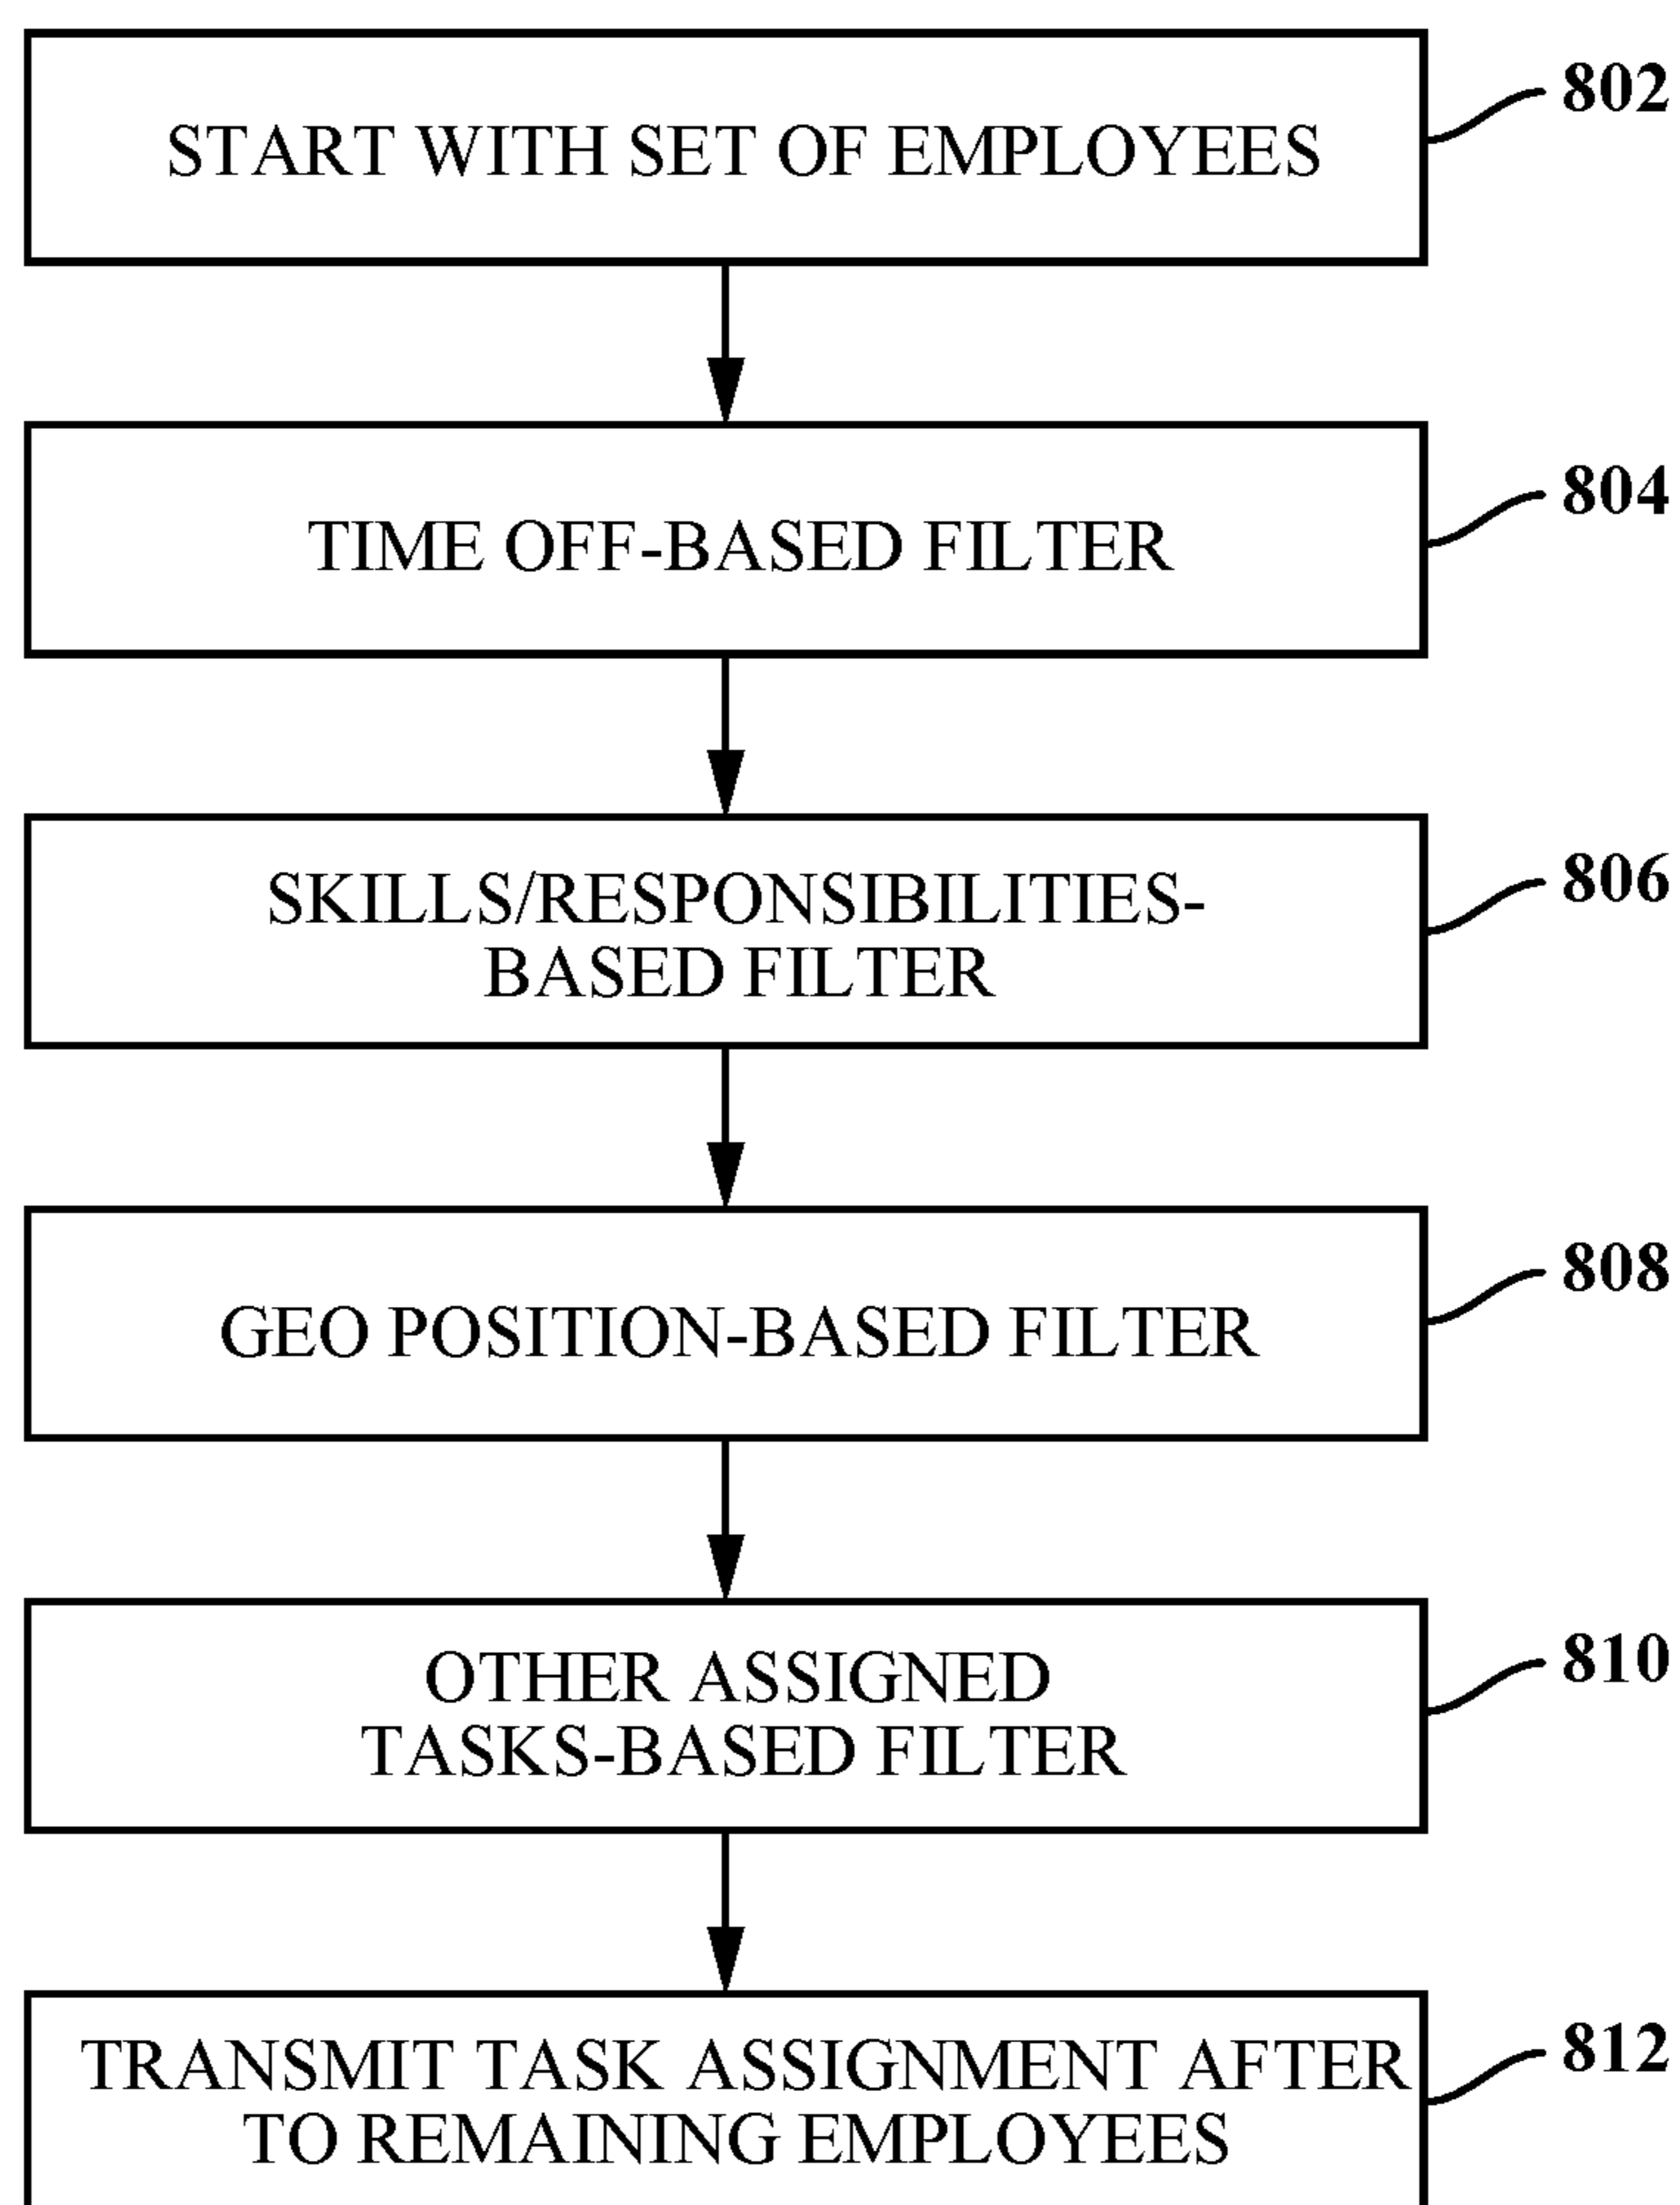 START WITH SET OF EMPLOYEES
802
TIME OFF-BASED FILTER
804
SKILLS/RESPONSIBILITIES-
BASED FILTER
806
GEO POSITION-BASED FILTER
808
OTHER ASSIGNED
TASKS-BASED FILTER
810
TRANSMIT TASK ASSIGNMENT AFTER
TO REMAINING EMPLOYEES
812